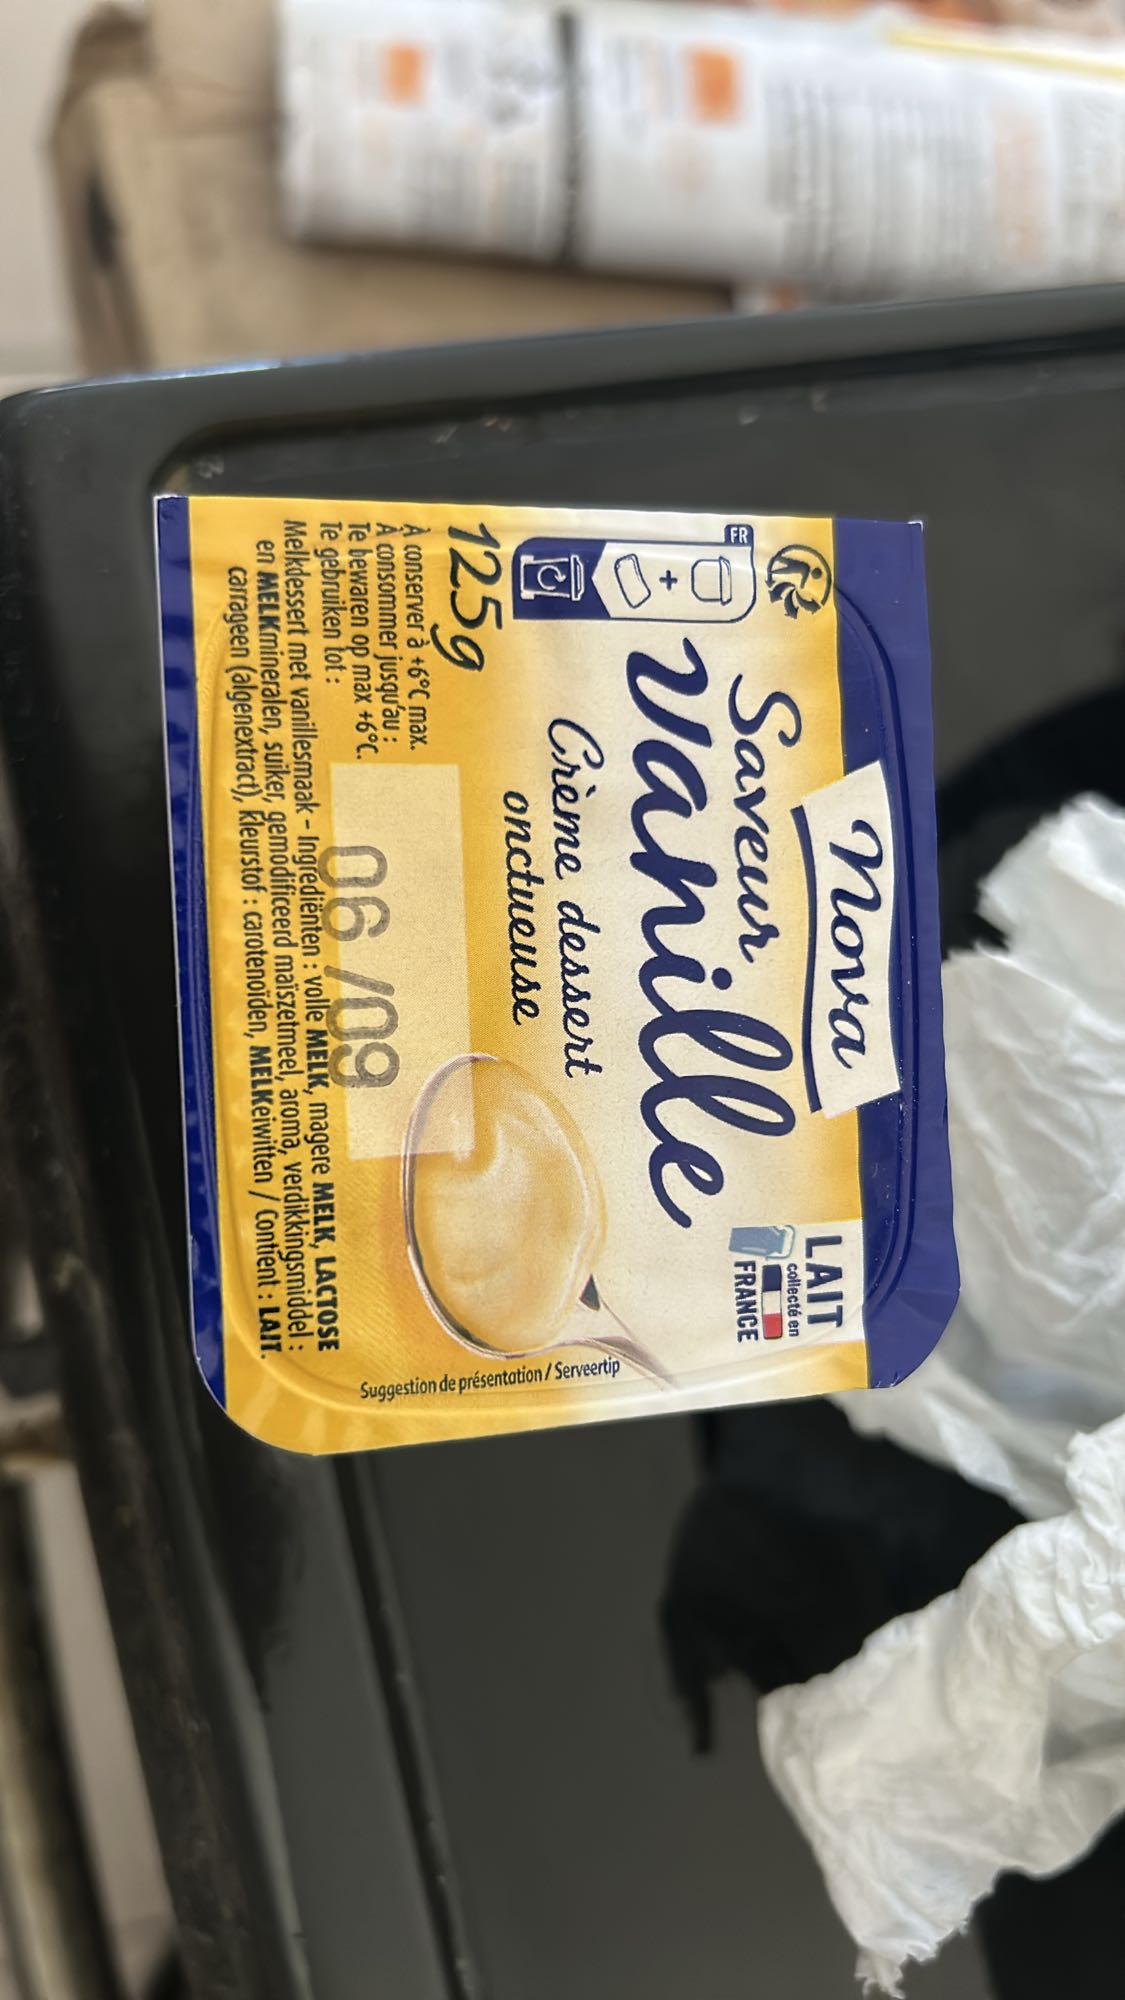 Nova
LAIT
collecté en
FRANCE
Saveur
Vanille
FR
+
Crème dessert
onctueuse
125g
À conserver à +6°C max.
À consommer jusqu'au :
Te bewaren op max +6°C.
Te gebruiken tot :
06/09
Suggestion de présentation / Serveertip
Melkdessert met vanillesmaak - Ingrediënten : volle MELK, magere MELK, LACTOSE
en MELKmineralen, suiker, gemodificeerd maïszetmeel, aroma, verdikkingsmiddel :
carrageen (algenextract), kleurstof : carotenoïden, MELKeiwitten / Contient : LAIT.